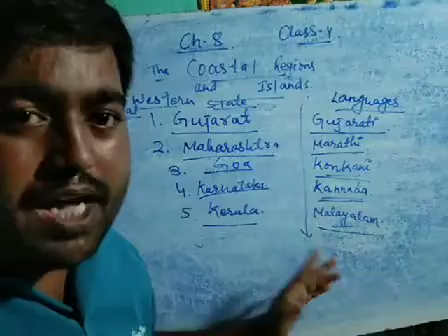 Ch. 8 Class-V
The Coastal Regions
and Islands.
Western State Languages
1. Gujarat Gujarati
2. Maharashtra Marathi
3. Goa Konkani
4. Karnataka Kannada
5. Kerala. Malayalam.